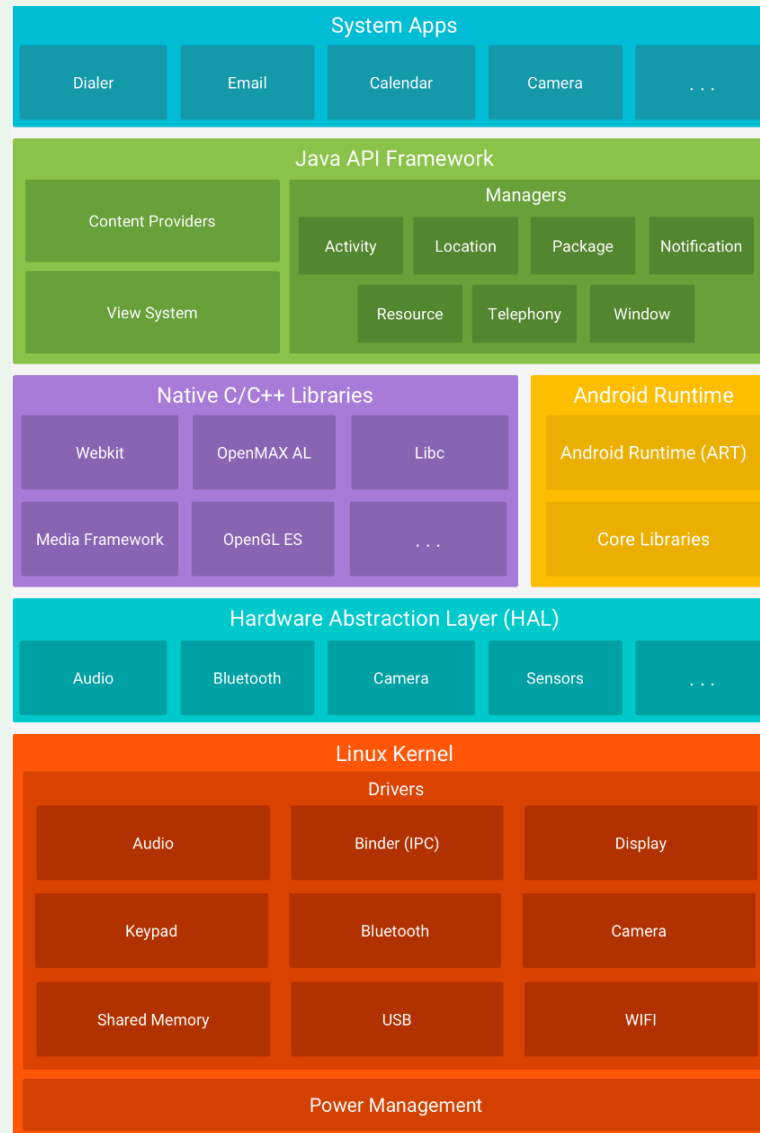 System Apps
Dialer Email Calendar Camera . . .
Java API Framework
Content Providers
View System
Managers
Activity Location Package Notification
Resource Telephony Window
Native C/C++ Libraries
Webkit OpenMAX AL Libc
Media Framework OpenGL ES . . .
Android Runtime
Android Runtime (ART)
Core Libraries
Hardware Abstraction Layer (HAL)
Audio Bluetooth Camera Sensors . . .
Linux Kernel
Drivers
Audio Binder (IPC) Display
Keypad Bluetooth Camera
Shared Memory USB WIFI
Power Management